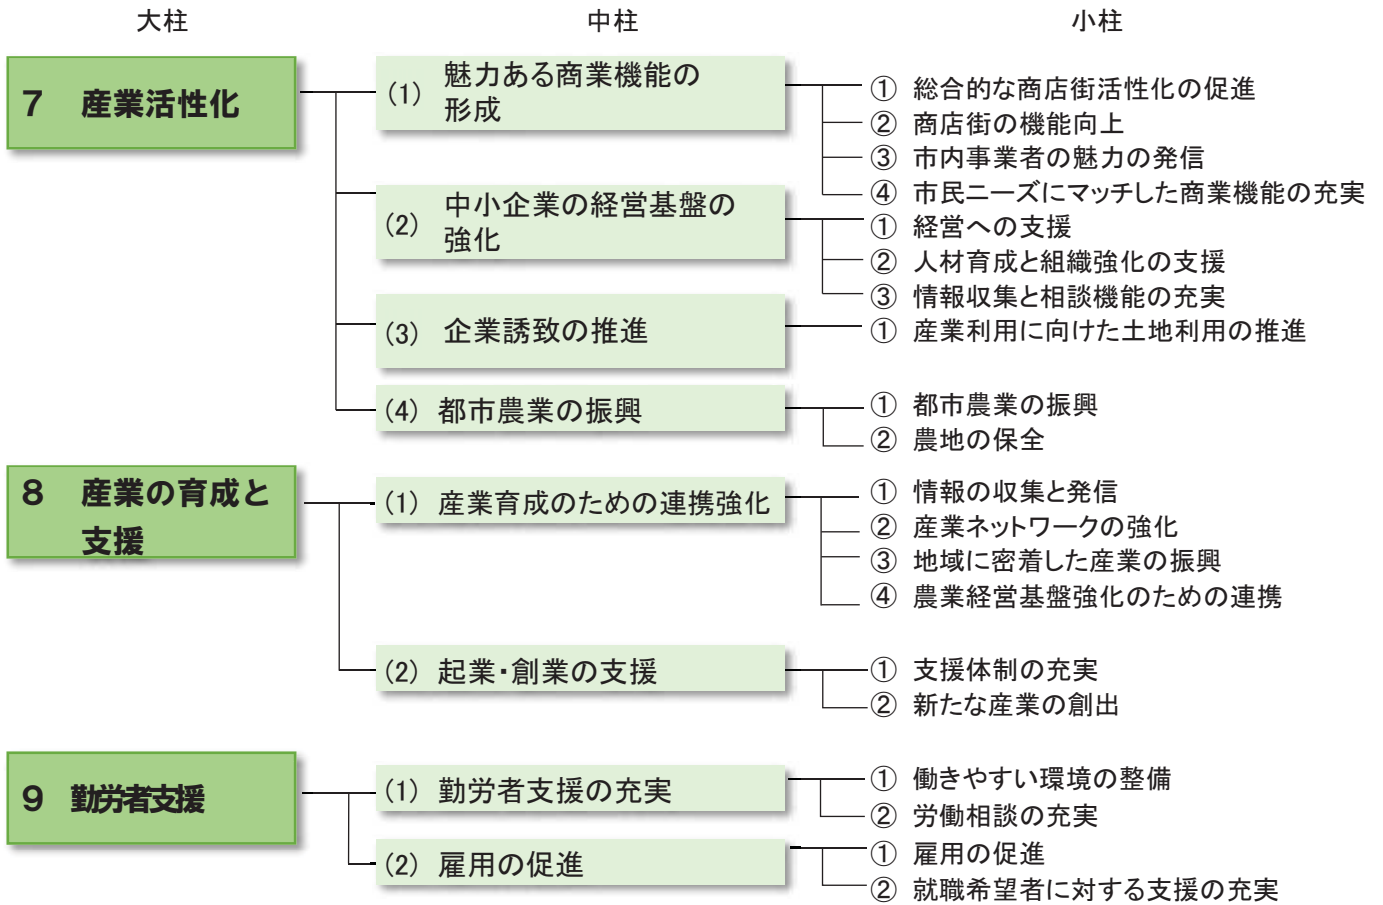 大柱 中柱 小柱
7 産業活性化
(1) 魅力ある商業機能の
形成
① 総合的な商店街活性化の促進
② 商店街の機能向上
③ 市内事業者の魅力の発信
④ 市民ニーズにマッチした商業機能の充実
(2) 中小企業の経営基盤の
強化
① 経営への支援
② 人材育成と組織強化の支援
③ 情報収集と相談機能の充実
(3) 企業誘致の推進
① 産業利用に向けた土地利用の推進
(4) 都市農業の振興
① 都市農業の振興
② 農地の保全
8 産業の育成と
支援
(1) 産業育成のための連携強化
① 情報の収集と発信
② 産業ネットワークの強化
③ 地域に密着した産業の振興
④ 農業経営基盤強化のための連携
(2) 起業・創業の支援
① 支援体制の充実
② 新たな産業の創出
9 勤労者支援
(1) 勤労者支援の充実
① 働きやすい環境の整備
② 労働相談の充実
(2) 雇用の促進
① 雇用の促進
② 就職希望者に対する支援の充実